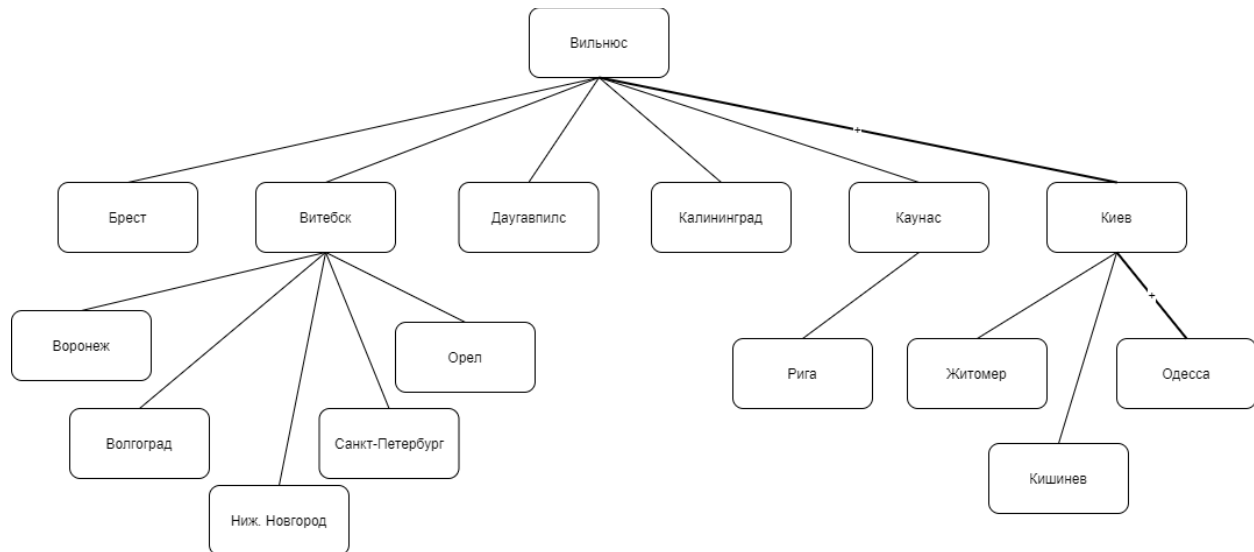 Вильнюс
+
Брест
Витебск
Даугавпилс
Калининград
Каунас
Киев
+
Воронеж
Орел
Рига
Житомер
Одесса
Волгоград
Санкт-Петербург
Кишинев
Ниж. Новгород